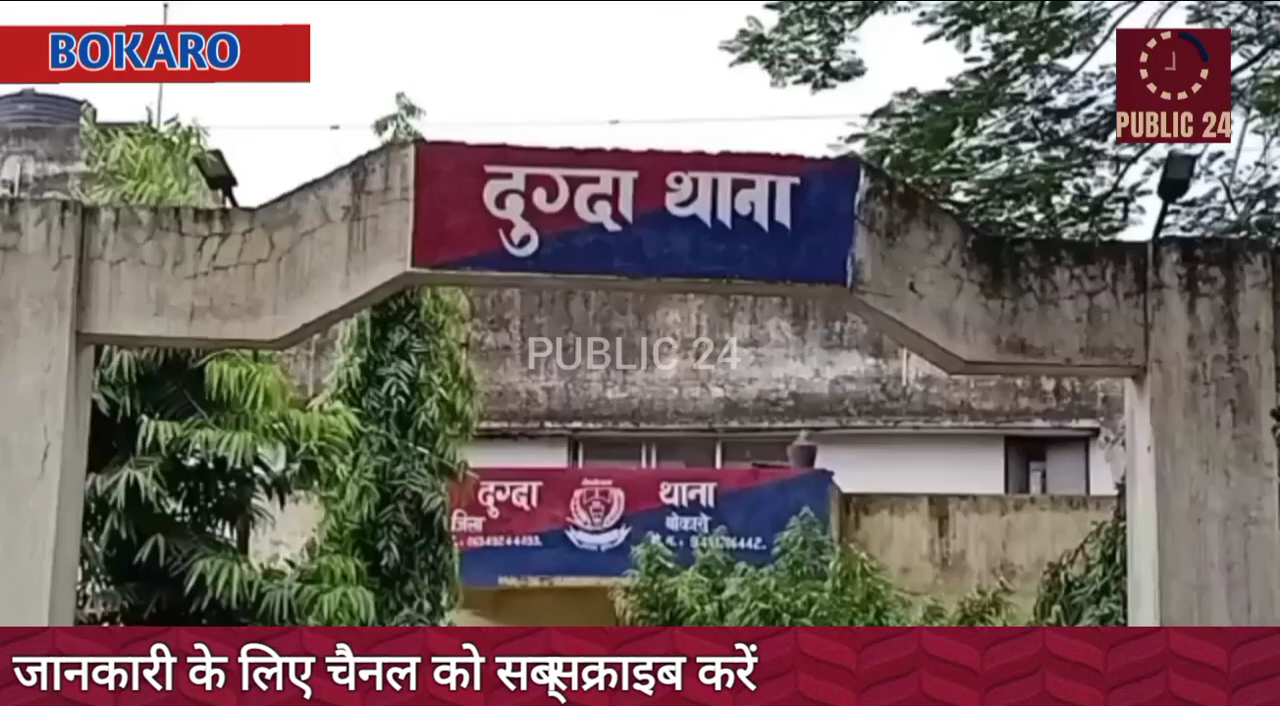 BOKARO
PUBLIC 24
दुग्दा थाना
PUBLIC 24
दुग्दा थाना
जिला बोकारो
जानकारी के लिए चैनल को सब्सक्राइब करें